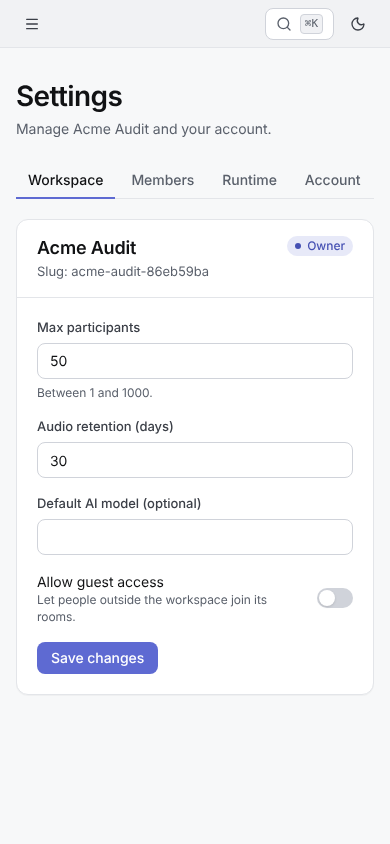 ⌘K
Settings
Manage Acme Audit and your account.
Workspace Members Runtime Account
Acme Audit
Owner
Slug: acme-audit-86eb59ba
Max participants
50
Between 1 and 1000.
Audio retention (days)
30
Default AI model (optional)
Allow guest access
Let people outside the workspace join its
rooms.
Save changes